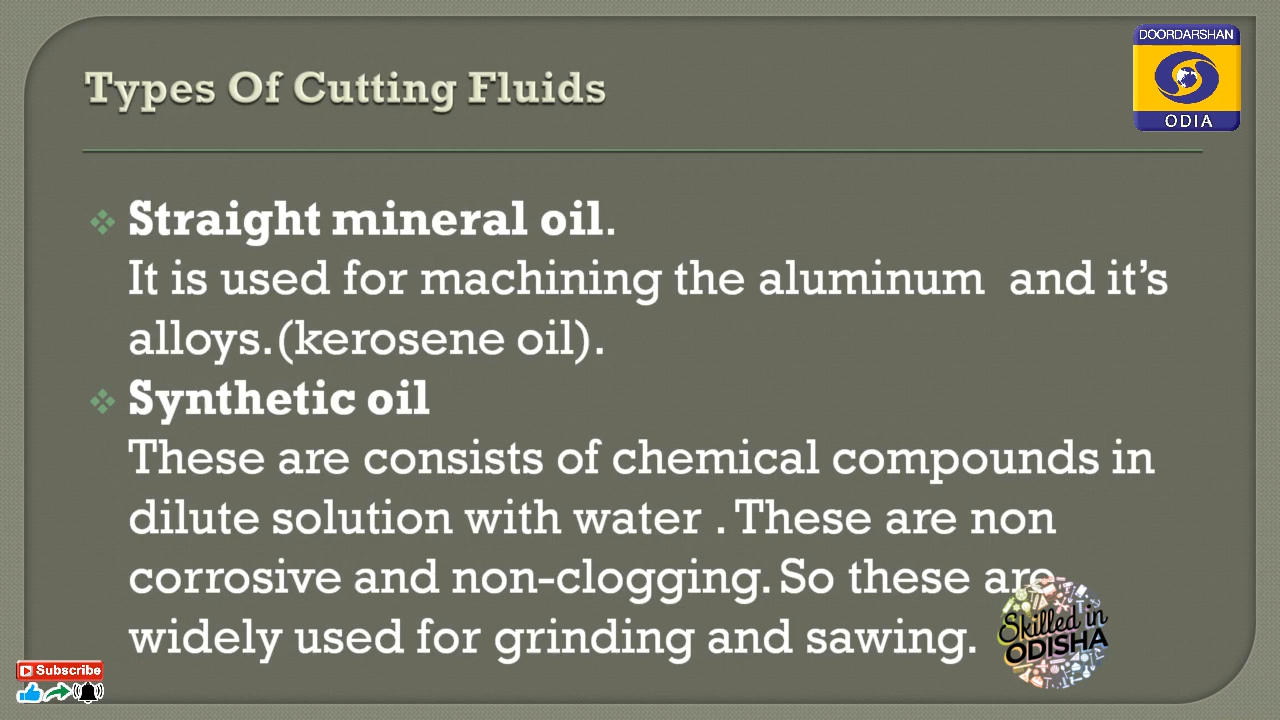 DOORDARSHAN
ODIA
Types Of Cutting Fluids
Straight mineral oil.
It is used for machining the aluminum and it’s
alloys.(kerosene oil).
Synthetic oil
These are consists of chemical compounds in
dilute solution with water . These are non
corrosive and non-clogging. So these are
widely used for grinding and sawing.
Skilled in
ODISHA
Subscribe